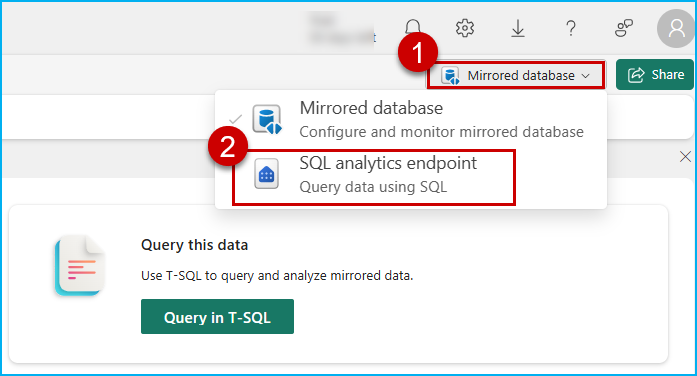 ?
1
Mirrored database
Share
Mirrored database
Configure and monitor mirrored database
2
SQL analytics endpoint
Query data using SQL
Query this data
Use T-SQL to query and analyze mirrored data.
Query in T-SQL